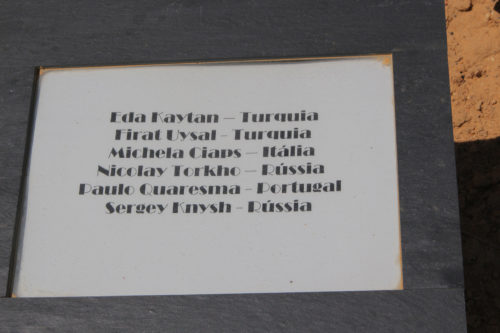 Eda Kaytan – Turquia
Firat Uysal - Turquia
Michela Ciaps – Itália
Nicolay Torkho – Rússia
Paulo Quaresma - Portugal
Sergey Knysh - Rússia